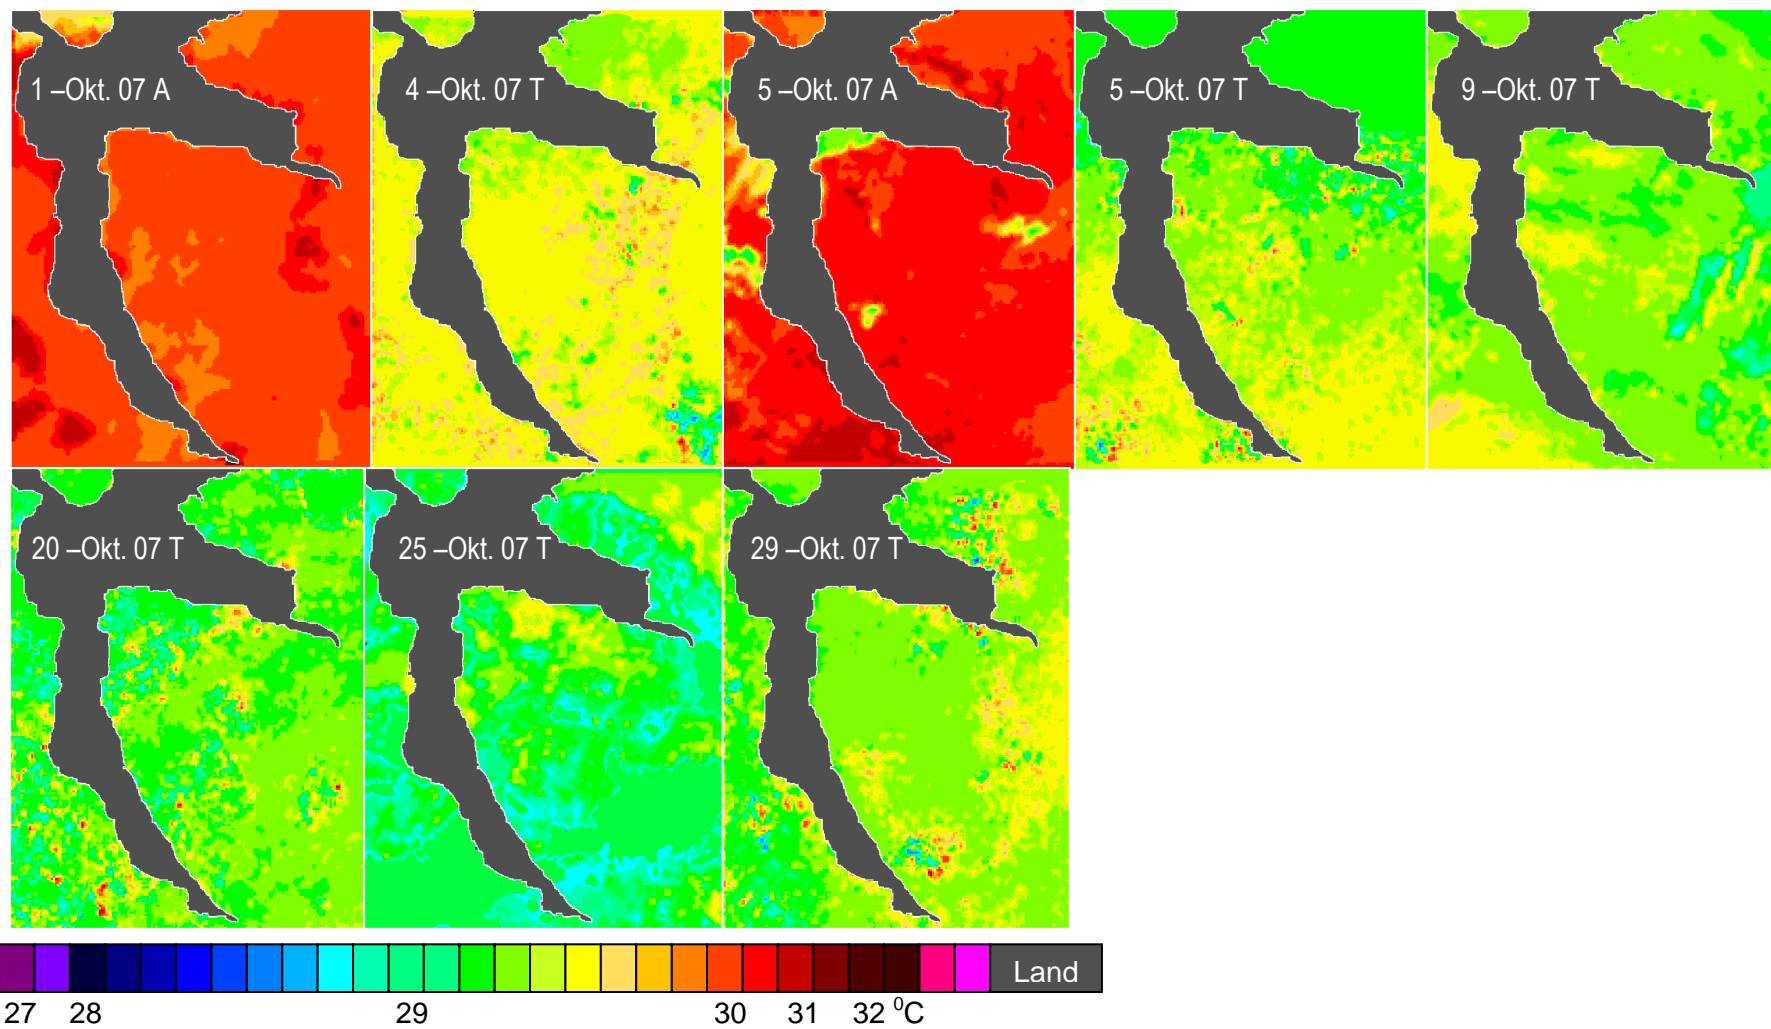 1 –Okt. 07 A
4 –Okt. 07 T
5 –Okt. 07 A
5 –Okt. 07 T
9 –Okt. 07 T
20 –Okt. 07 T
25 –Okt. 07 T
29 –Okt. 07 T
Land
27 28 29 30 31 32 ⁰C